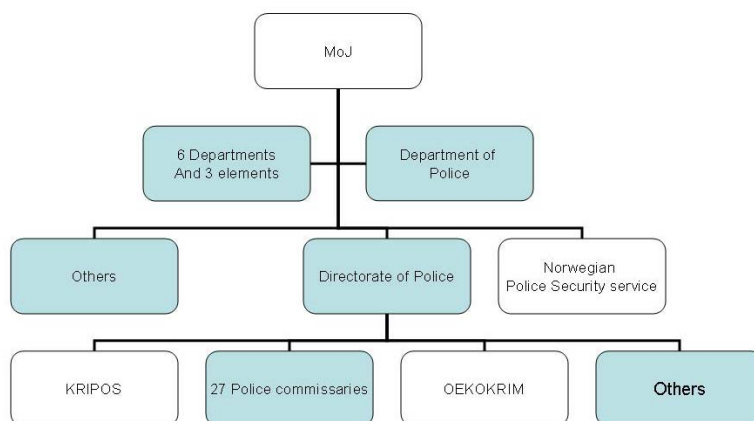 MoJ
6 Departments
And 3 elements
Department of
Police
Others
Directorate of Police
Norwegian
Police Security service
KRIPOS
27 Police commissaries
OEKOKRIM
Others